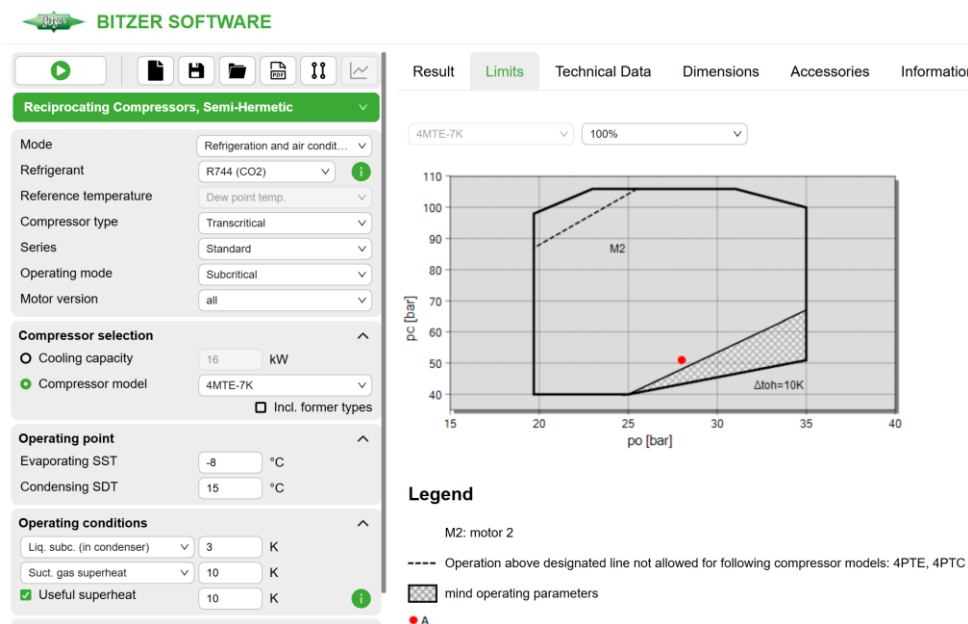 Bitzer BITZER SOFTWARE
PDF
Result Limits Technical Data Dimensions Accessories Information
Reciprocating Compressors, Semi-Hermetic
Mode Refrigeration and air condit...
Refrigerant R744 (CO2) i
Reference temperature Dew point temp.
Compressor type Transcritical
Series Standard
Operating mode Subcritical
Motor version all
Compressor selection
Cooling capacity 16 kW
Compressor model 4MTE-7K
Incl. former types
Operating point
Evaporating SST -8 °C
Condensing SDT 15 °C
Operating conditions
Liq. subc. (in condenser) 3 K
Suct. gas superheat 10 K
Useful superheat 10 K i
4MTE-7K 100%
110
100
90
80
70
60
50
40
pc [bar]
M2
Δtoh=10K
15 20 25 30 35 40
po [bar]
Legend
M2: motor 2
Operation above designated line not allowed for following compressor models: 4PTE, 4PTC
mind operating parameters
A